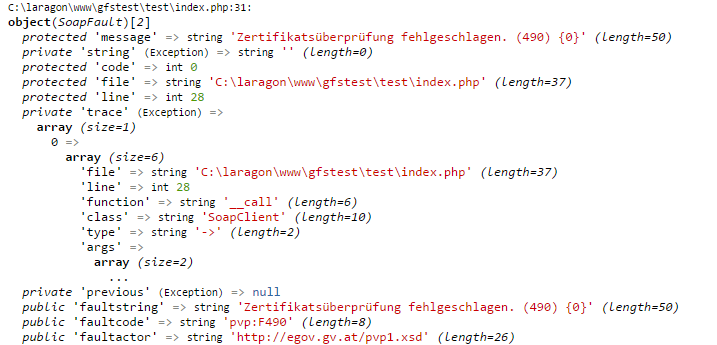 C:\laragon\www\gfstest\test\index.php:31:
object(SoapFault)[2]
protected 'message' => string 'Zertifikatsüberprüfung fehlgeschlagen. (490) {0}' (length=50)
private 'string' (Exception) => string '' (length=0)
protected 'code' => int 0
protected 'file' => string 'C:\laragon\www\gfstest\test\index.php' (length=37)
protected 'line' => int 28
private 'trace' (Exception) =>
array (size=1)
0 =>
array (size=6)
'file' => string 'C:\laragon\www\gfstest\test\index.php' (length=37)
'line' => int 28
'function' => string '__call' (length=6)
'class' => string 'SoapClient' (length=10)
'type' => string '->' (length=2)
'args' =>
array (size=2)
...
private 'previous' (Exception) => null
public 'faultstring' => string 'Zertifikatsüberprüfung fehlgeschlagen. (490) {0}' (length=50)
public 'faultcode' => string 'pvp:F490' (length=8)
public 'faultactor' => string 'http://egov.gv.at/pvp1.xsd' (length=26)